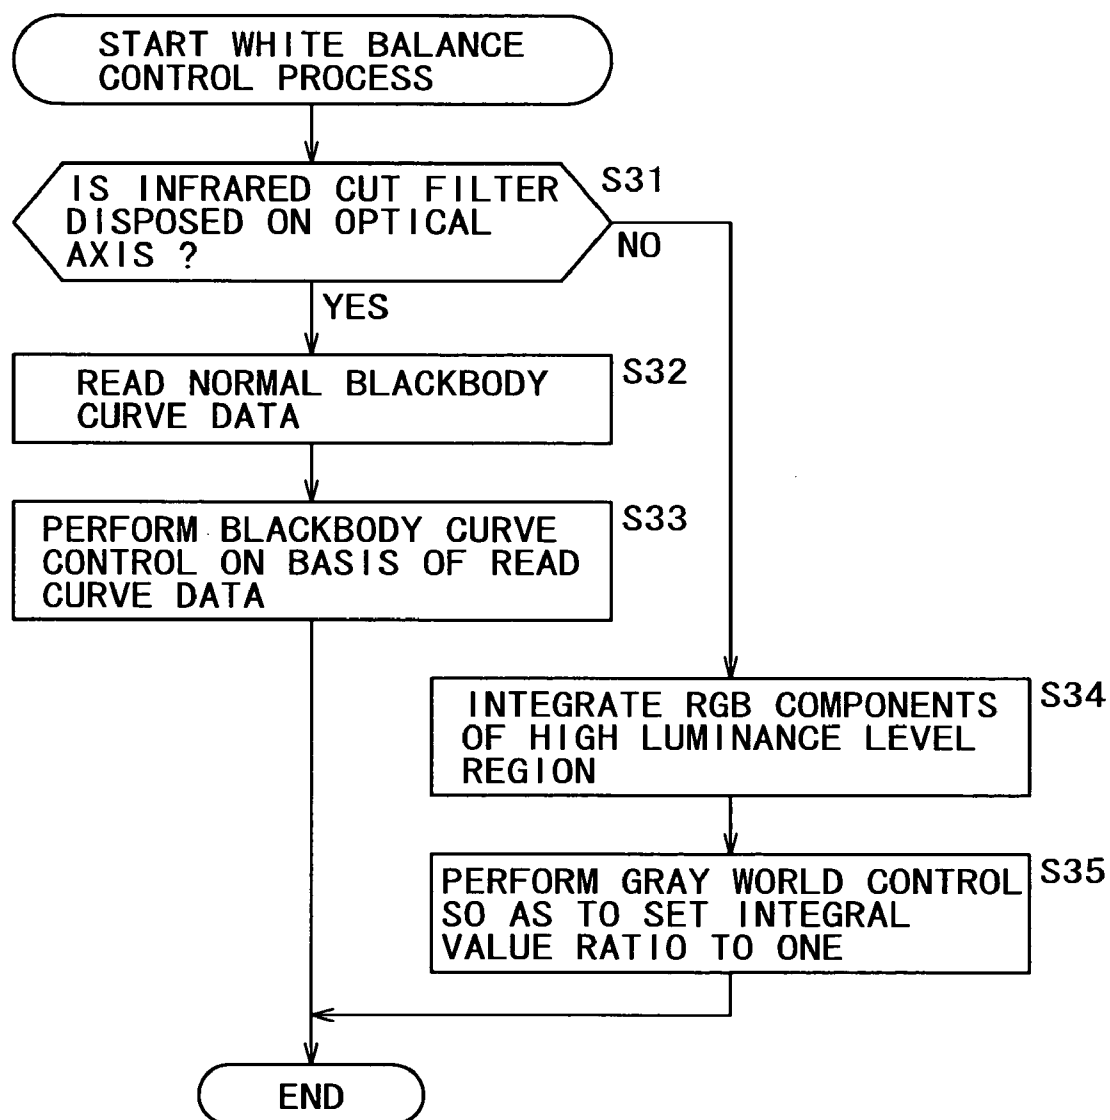 START WHITE BALANCE
CONTROL PROCESS
IS INFRARED CUT FILTER
DISPOSED ON OPTICAL
AXIS ?
S31
NO
YES
READ NORMAL BLACKBODY
CURVE DATA
S32
PERFORM BLACKBODY CURVE
CONTROL ON BASIS OF READ
CURVE DATA
S33
INTEGRATE RGB COMPONENTS
OF HIGH LUMINANCE LEVEL
REGION
S34
PERFORM GRAY WORLD CONTROL
SO AS TO SET INTEGRAL
VALUE RATIO TO ONE
S35
END